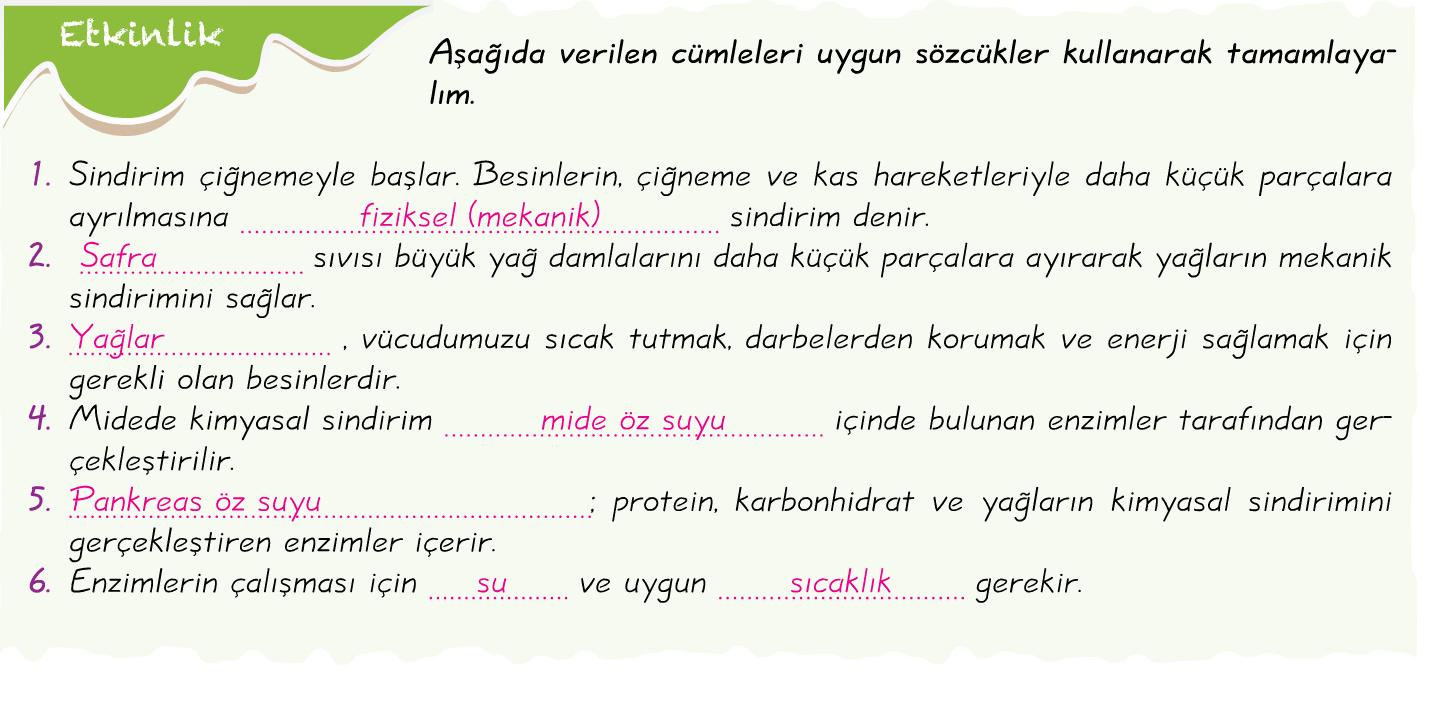 Etkinlik
Aşağıda verilen cümleleri uygun sözcükler kullanarak tamamlaya-
lım.
1. Sindirim çiğnemeyle başlar. Besinlerin, çiğneme ve kas hareketleriyle daha küçük parçalara
ayrılmasına fiziksel (mekanik) sindirim denir.
2. Safra sıvısı büyük yağ damlalarını daha küçük parçalara ayırarak yağların mekanik
sindirimini sağlar.
3. Yağlar , vücudumuzu sıcak tutmak, darbelerden korumak ve enerji sağlamak için
gerekli olan besinlerdir.
4. Midede kimyasal sindirim mide öz suyu içinde bulunan enzimler tarafından ger-
çekleştirilir.
5. Pankreas öz suyu ; protein, karbonhidrat ve yağların kimyasal sindirimini
gerçekleştiren enzimler içerir.
6. Enzimlerin çalışması için su ve uygun sıcaklık gerekir.